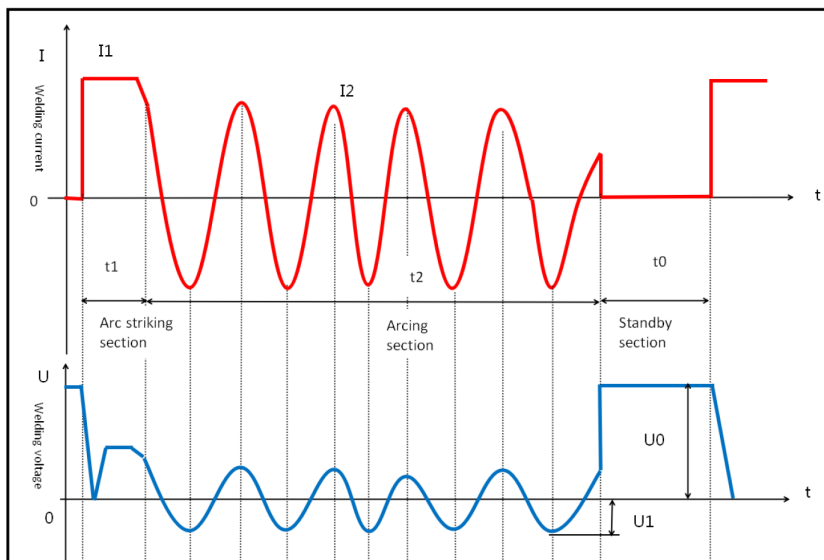 I
I1
I2
Welding current
0
t
t1
t2
t0
Arc striking
section
Arcing
section
Standby
section
U
Welding voltage
U0
0
t
U1